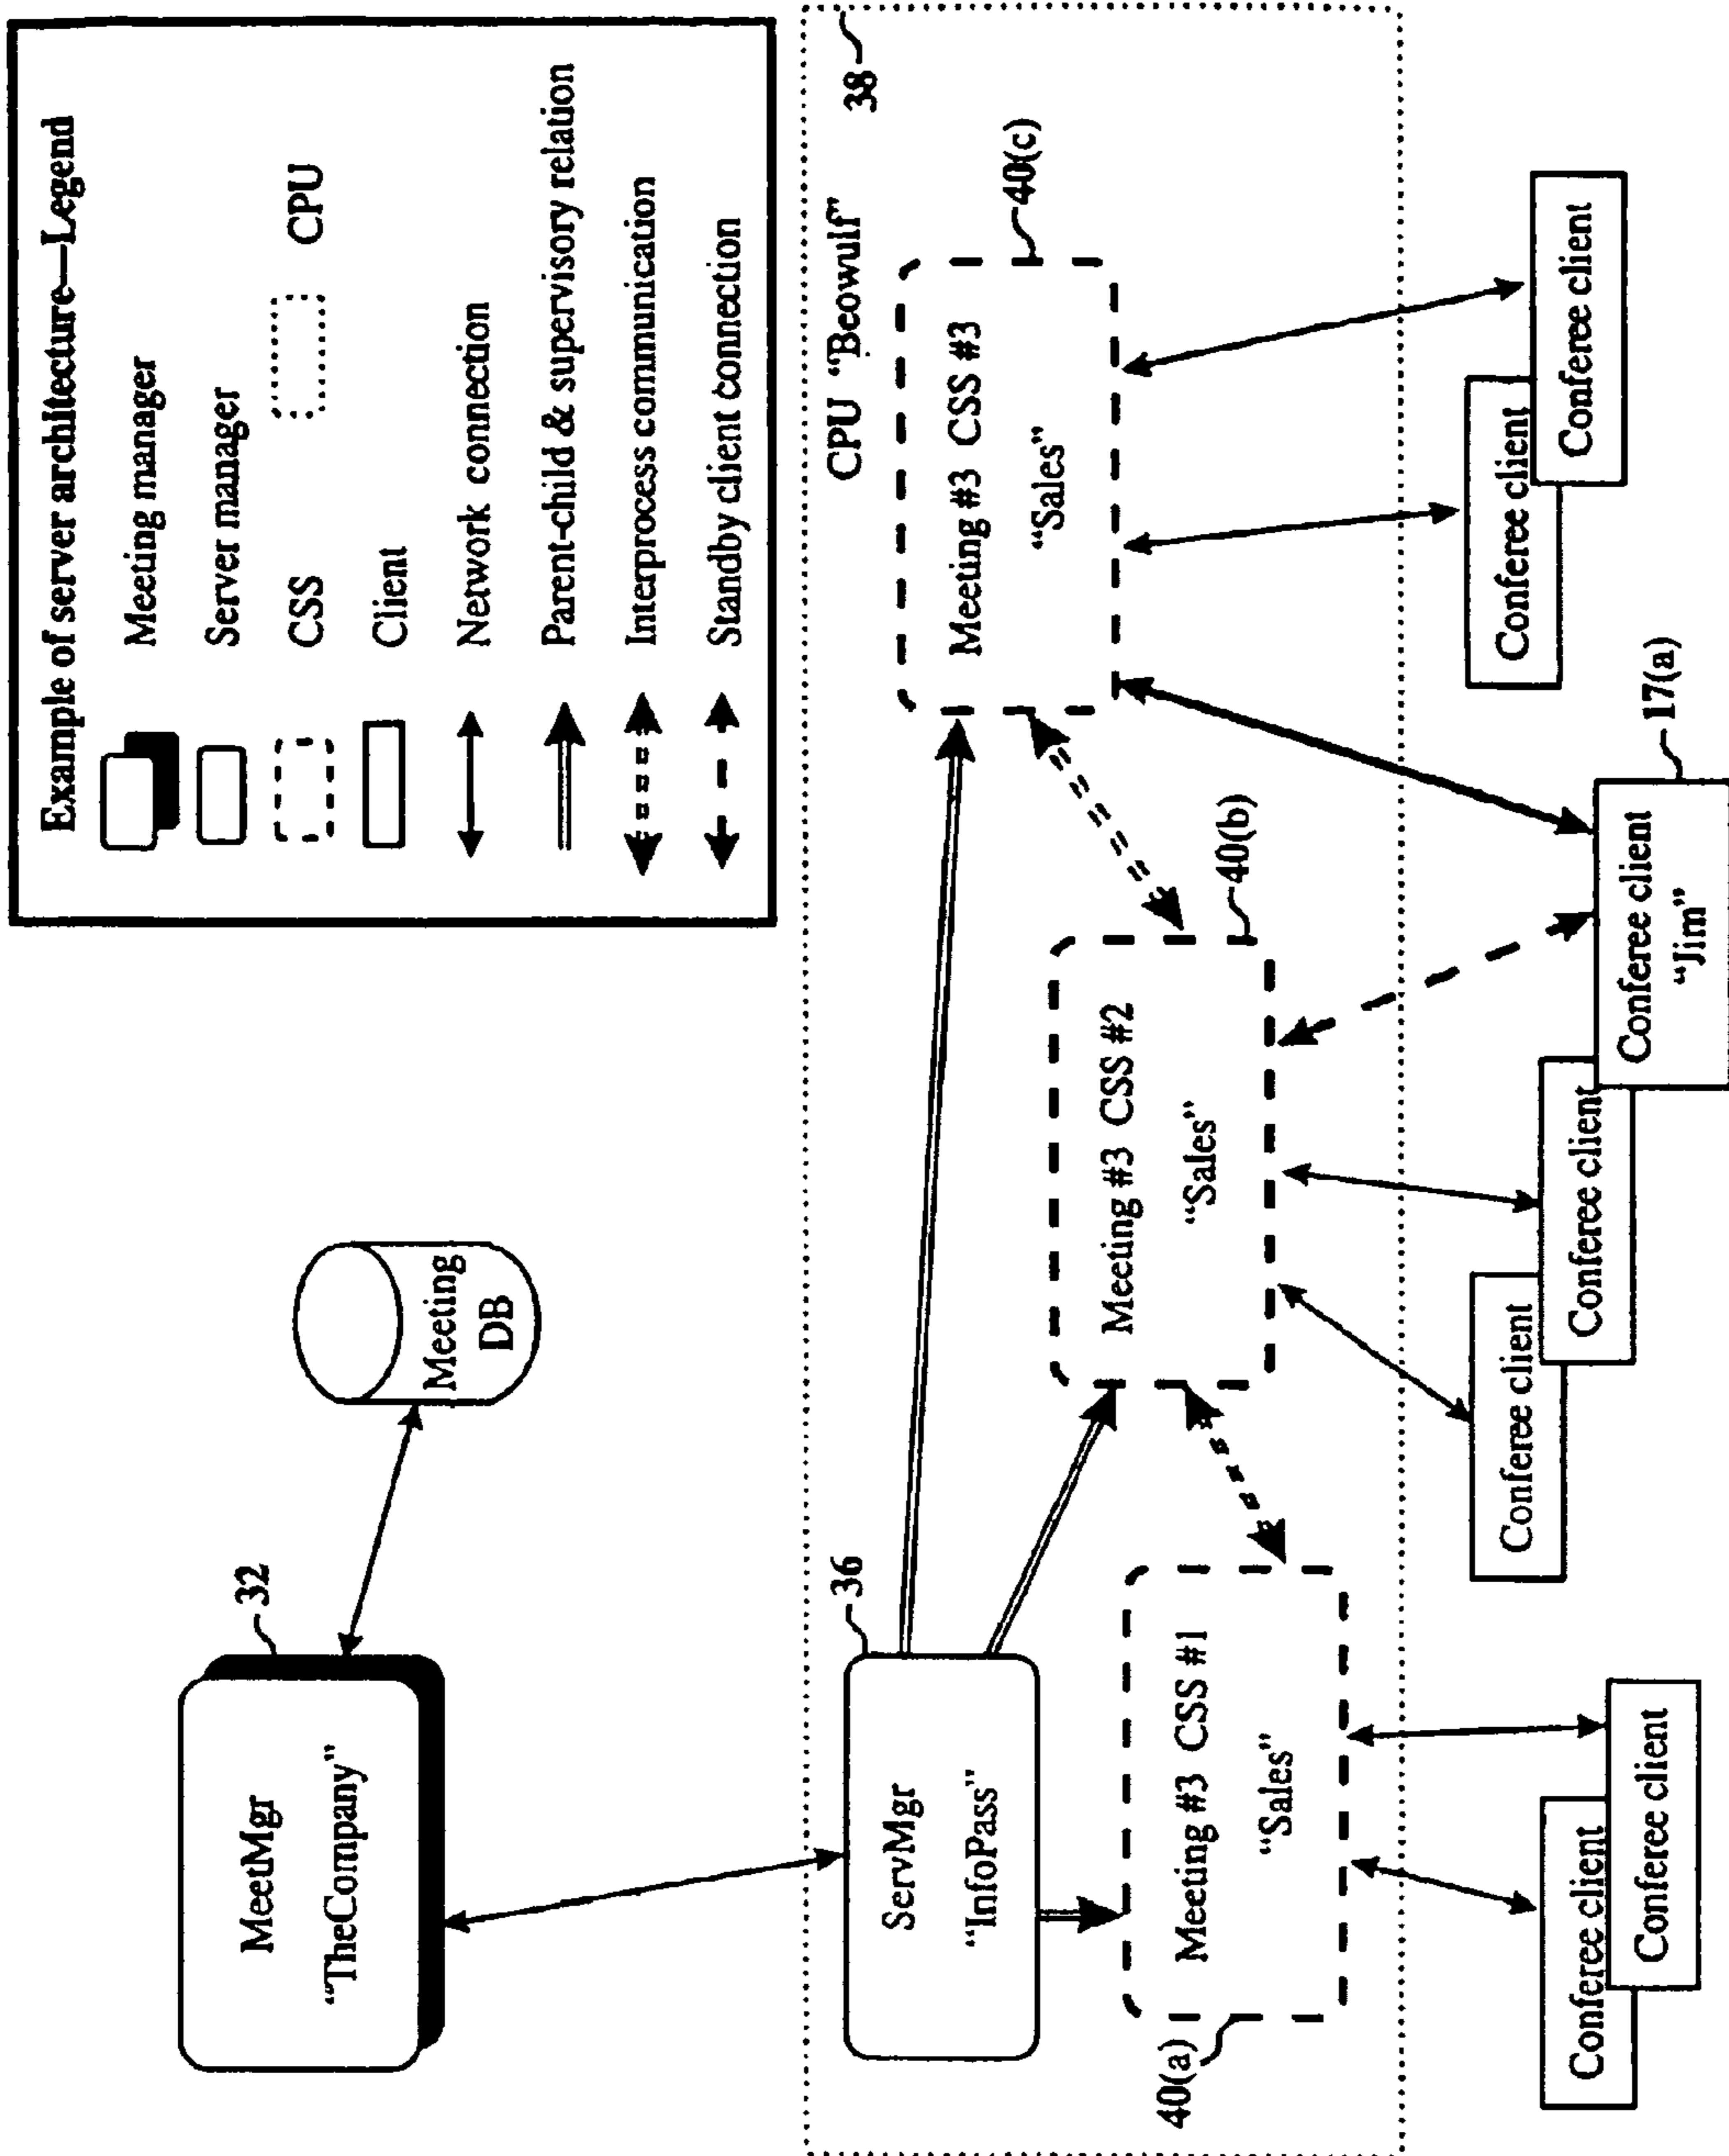 Example of server architecture—Legend
Meeting manager
Server manager
CSS
CPU
Client
Network connection
Parent-child & supervisory relation
Interprocess communication
Standby client connection
MeetMgr
“TheCompany”
32
Meeting
DB
CPU “Beowulf”
38
ServMgr
“InfoPass”
36
Meeting #3 CSS #1
“Sales”
40(a)
Meeting #3 CSS #2
“Sales”
40(b)
Meeting #3 CSS #3
“Sales”
40(c)
Conferee client
Conferee client
Conferee client
Conferee client
Conferee client
“Jim”
17(a)
Conferee client
Conferee client